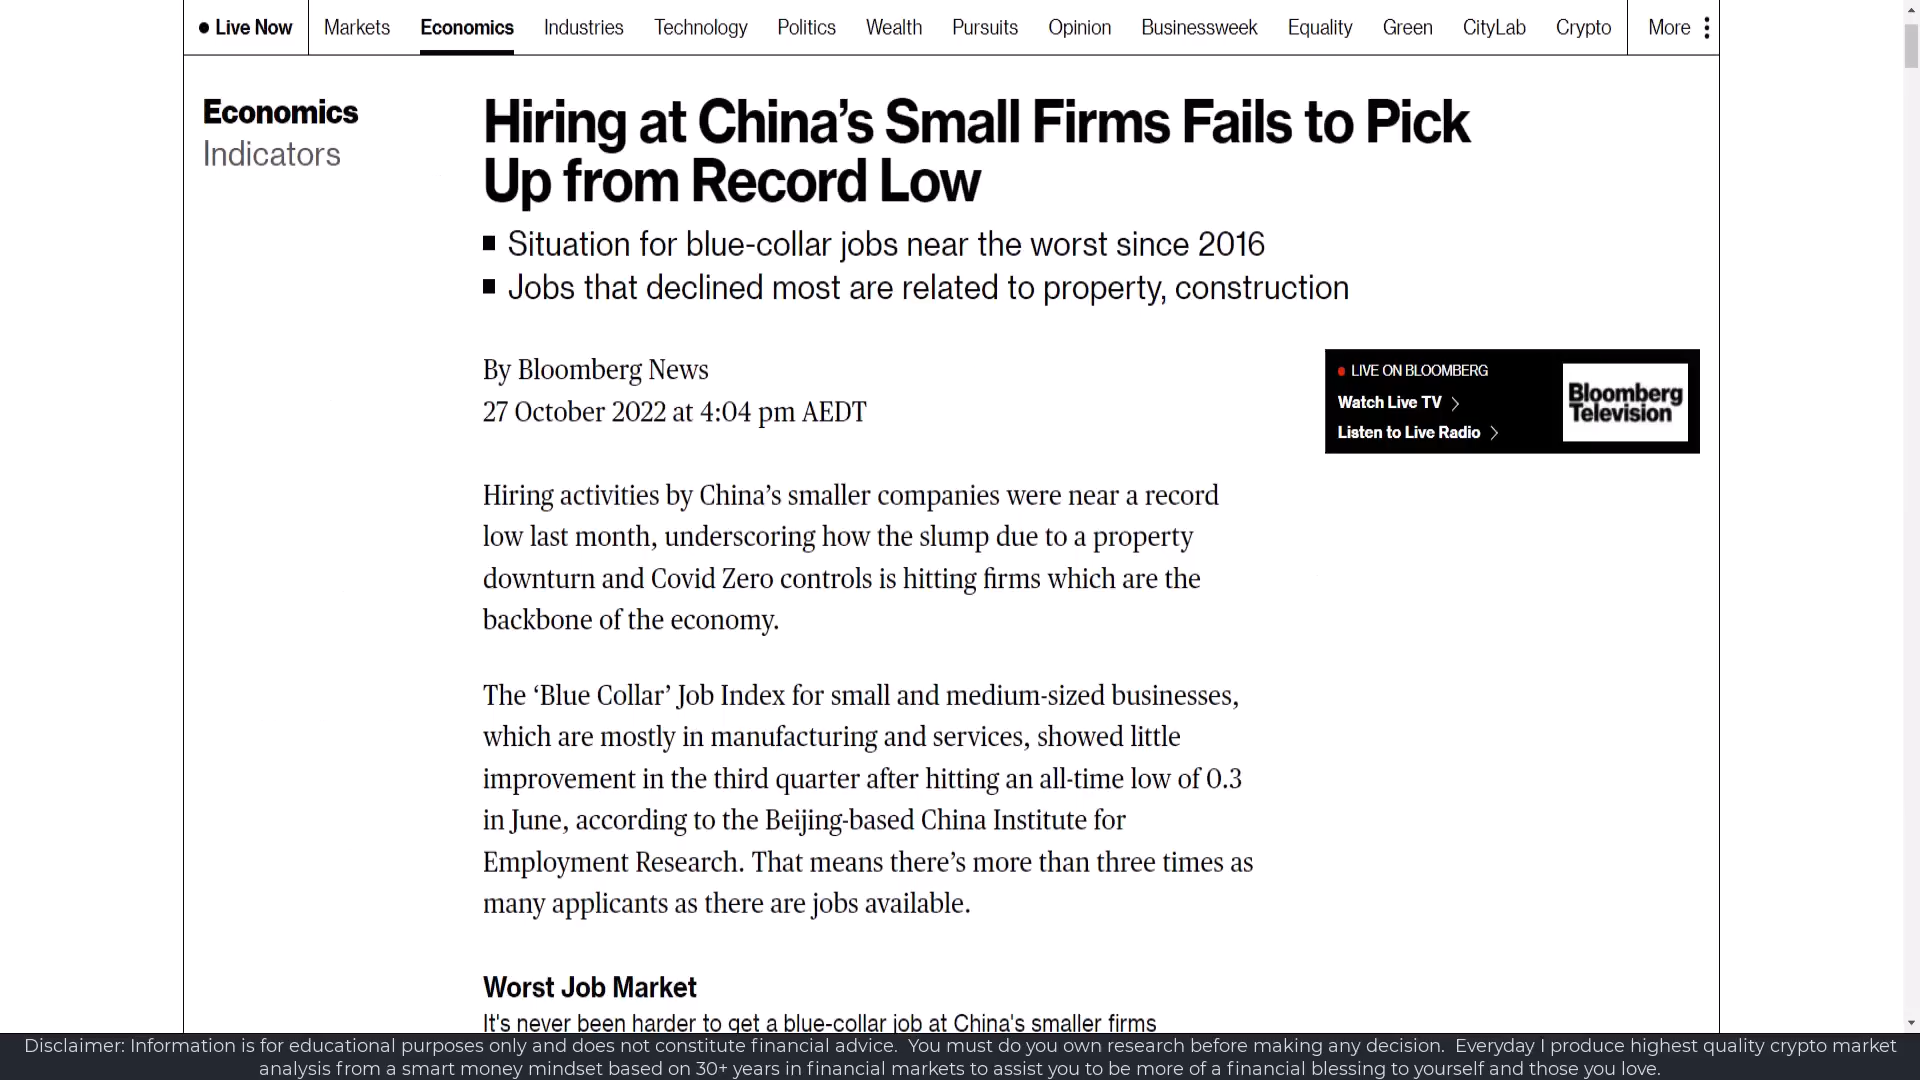 Live Now
Markets
Economics
Industries
Technology
Politics
Wealth
Pursuits
Opinion
Businessweek
Equality
Green
CityLab
Crypto
More
Economics
Indicators
Hiring at China’s Small Firms Fails to Pick
Up from Record Low
Situation for blue-collar jobs near the worst since 2016
Jobs that declined most are related to property, construction
By Bloomberg News
27 October 2022 at 4:04 pm AEDT
LIVE ON BLOOMBERG
Watch Live TV
Listen to Live Radio
Bloomberg
Television
Hiring activities by China’s smaller companies were near a record
low last month, underscoring how the slump due to a property
downturn and Covid Zero controls is hitting firms which are the
backbone of the economy.
The ‘Blue Collar’ Job Index for small and medium-sized businesses,
which are mostly in manufacturing and services, showed little
improvement in the third quarter after hitting an all-time low of 0.3
in June, according to the Beijing-based China Institute for
Employment Research. That means there’s more than three times as
many applicants as there are jobs available.
Worst Job Market
It's never been harder to get a blue-collar job at China's smaller firms
Disclaimer: Information is for educational purposes only and does not constitute financial advice. You must do you own research before making any decision. Everyday I produce highest quality crypto market
analysis from a smart money mindset based on 30+ years in financial markets to assist you to be more of a financial blessing to yourself and those you love.